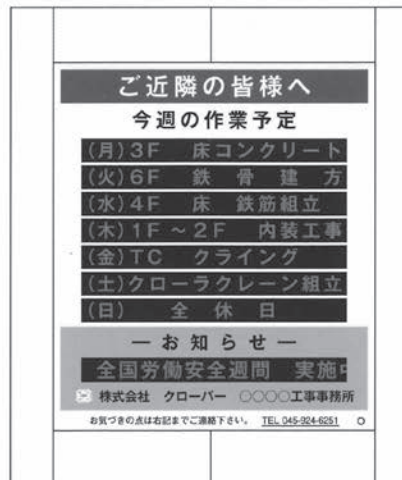 ご近隣の皆様へ
今週の作業予定
(月)3F 床コンクリート
(火)6F 鉄骨建方
(水)4F 床 鉄筋組立
(木)1F～2F 内装工事
(金)TC クライング
(土)クローラクレーン組立
(日) 全休日
―お知らせ―
全国労働安全週間 実施中
株式会社 クローバー ○○○○工事事務所
お気づきの点は右記までご連絡下さい。 TEL 045-924-6251